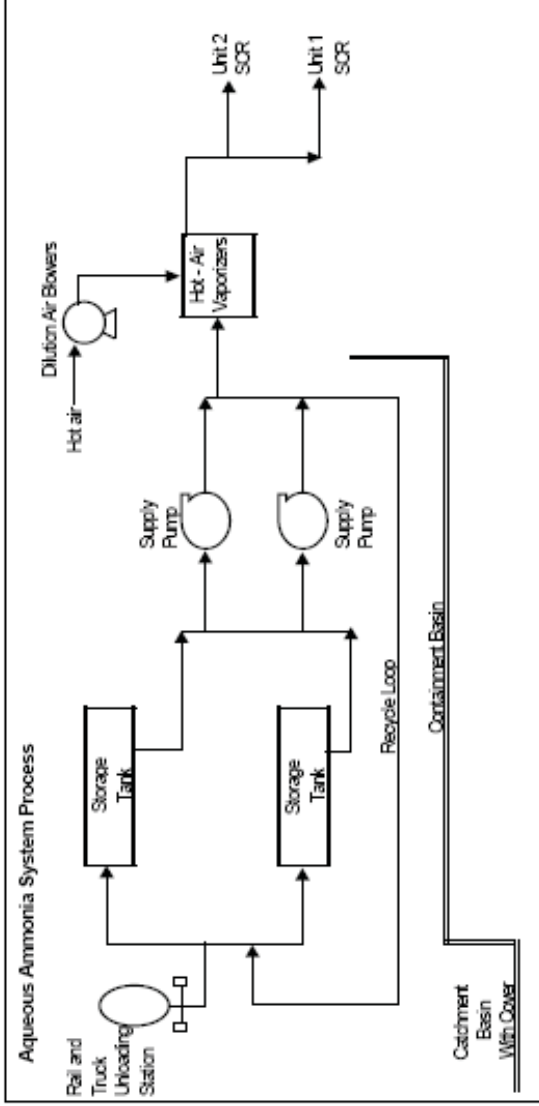 Aqueous Ammonia System Process
Rail and
Truck
Unloading
Station
Storage
Tank
Storage
Tank
Supply
Pump
Supply
Pump
Recycle Loop
Hot air
Dilution Air Blowers
Hot - Air
Vaporizers
Unit 2
SCR
Unit 1
SCR
Containment Basin
Catchment
Basin
With Cover